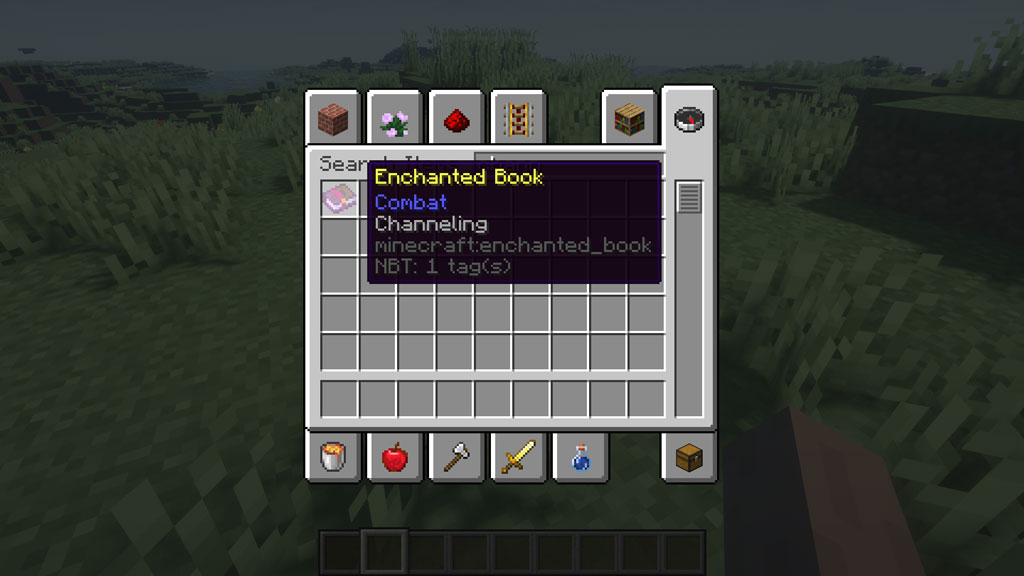 Enchanted Book
Combat
Channeling
minecraft:enchanted_book
NBT: 1 tag(s)